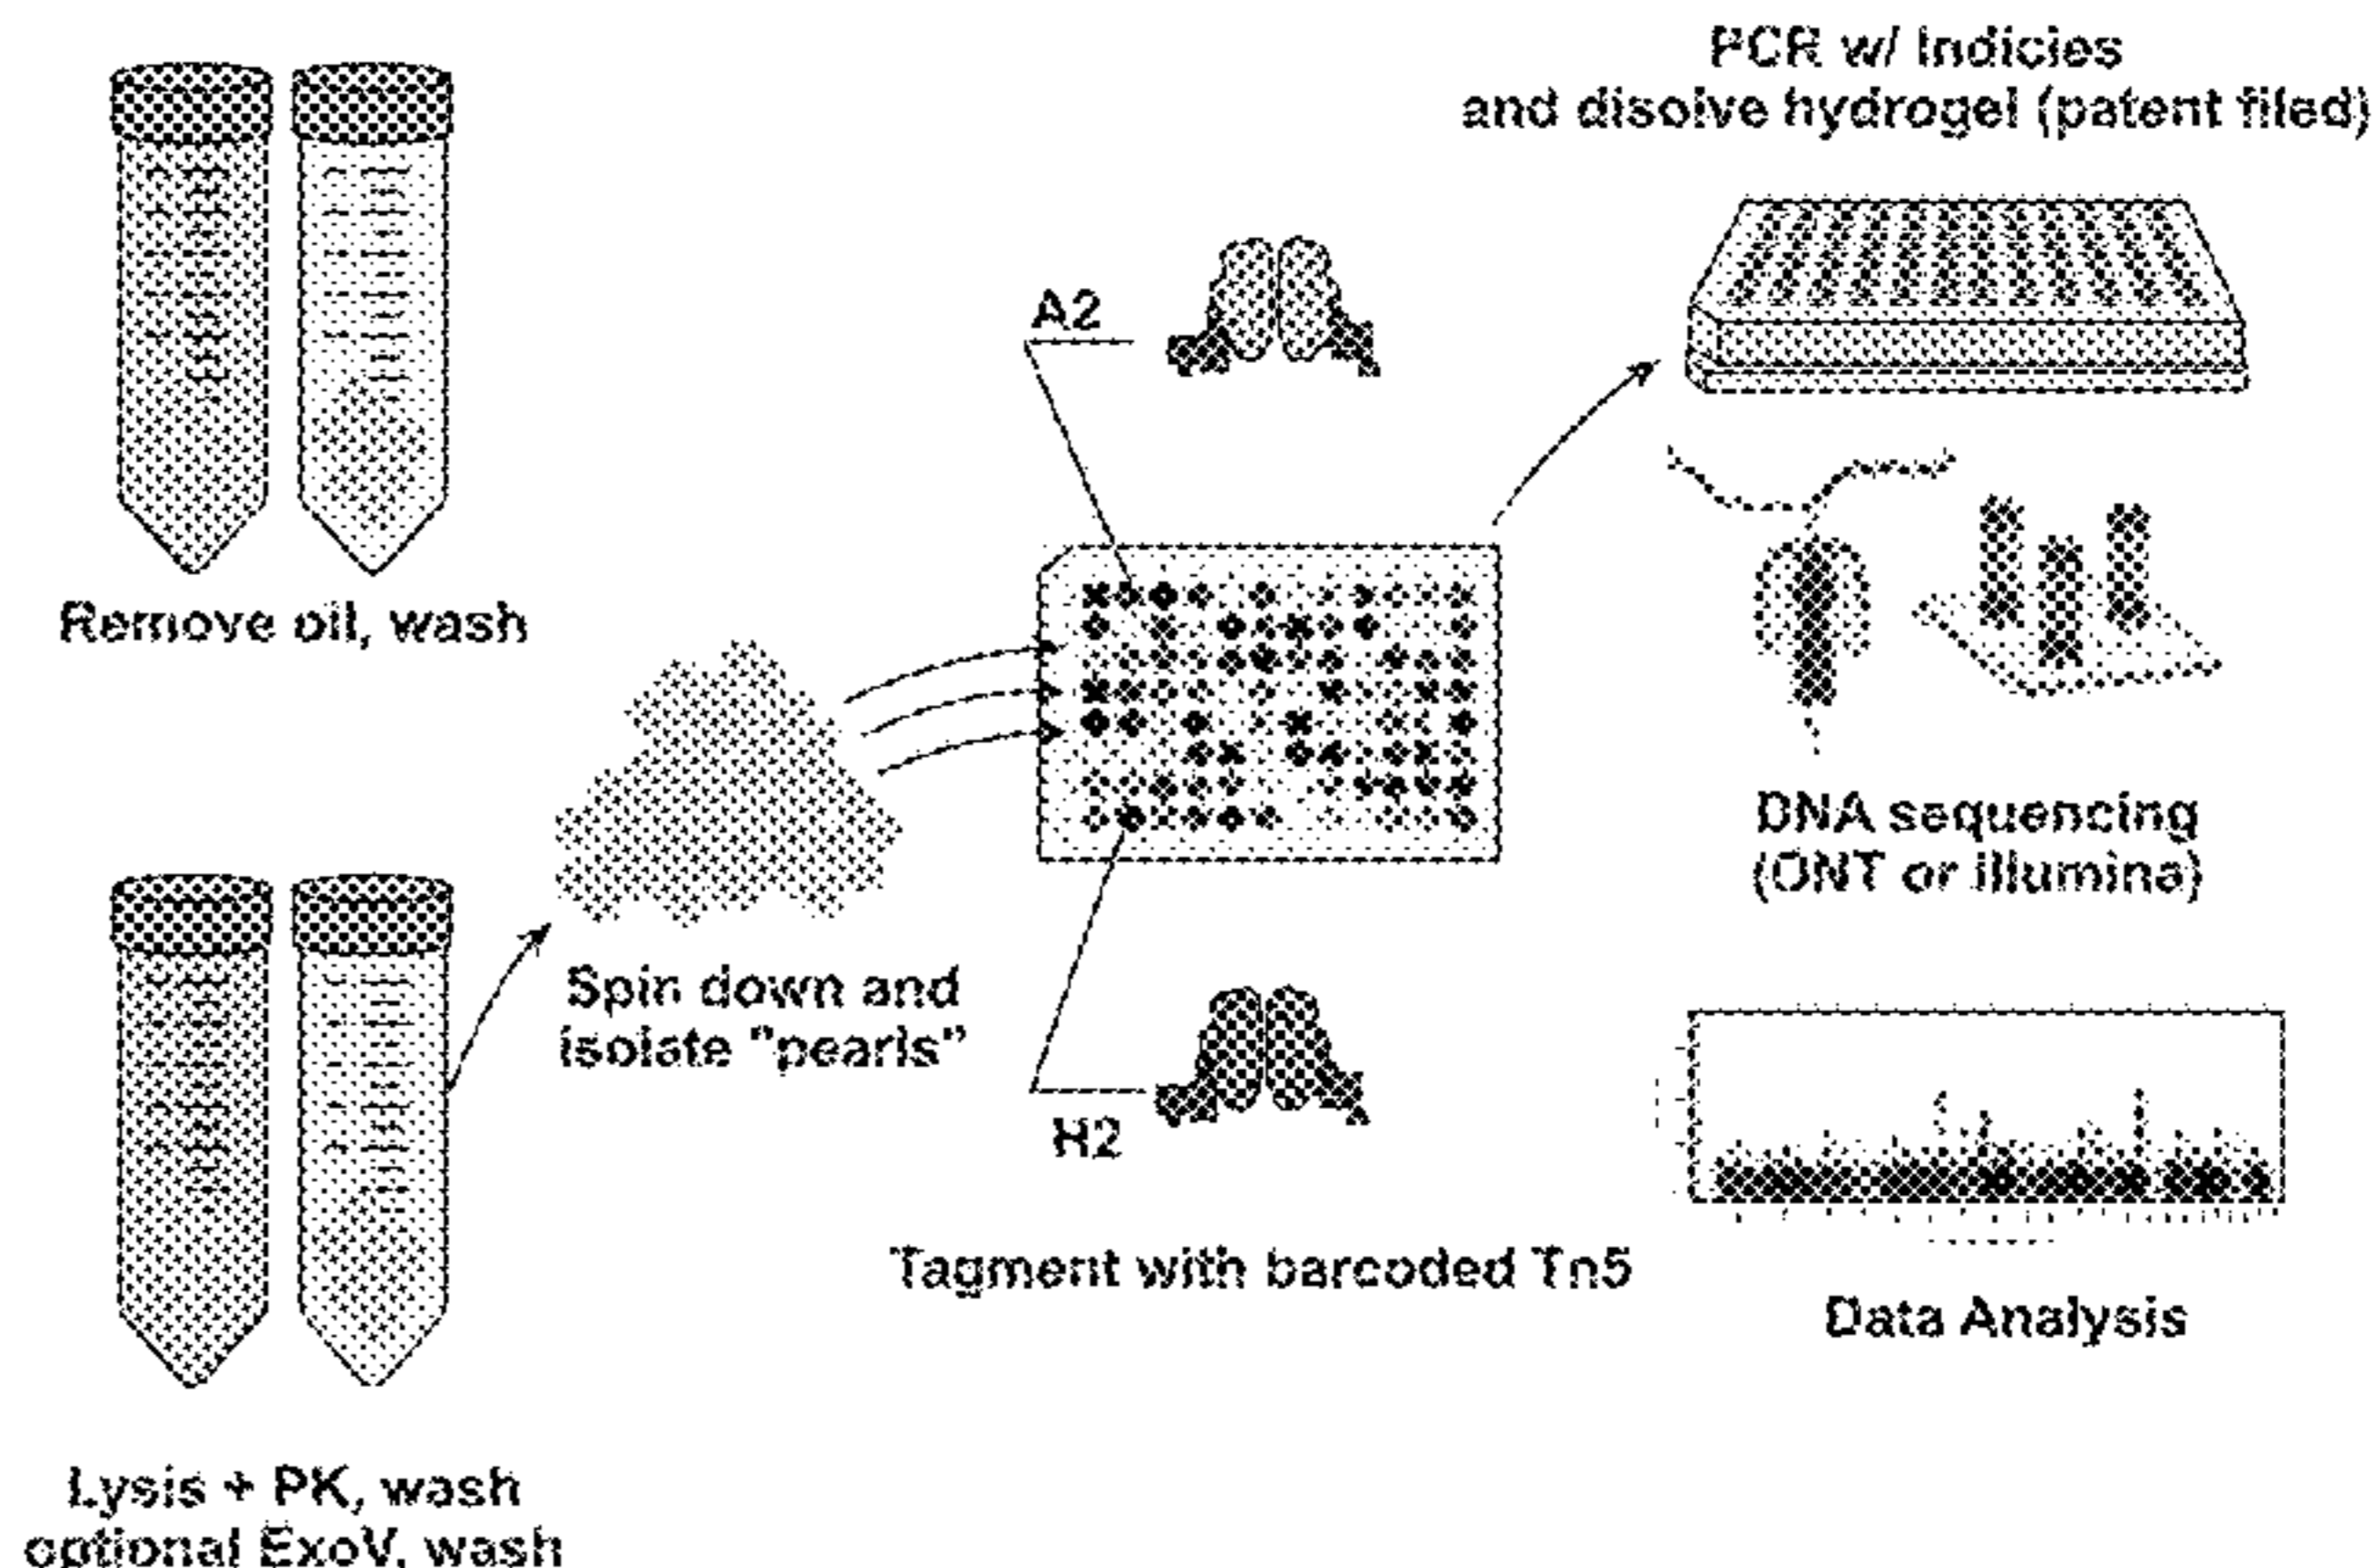 Remove oil, wash
Lysis + PK, wash
optional ExoV, wash
Spin down and
isolate "pearls"
A2
H2
Tagment with barcoded Tn5
PCR w/ Indicies
and disolve hydrogel (patent filed)
DNA sequencing
(ONT or illumina)
Data Analysis